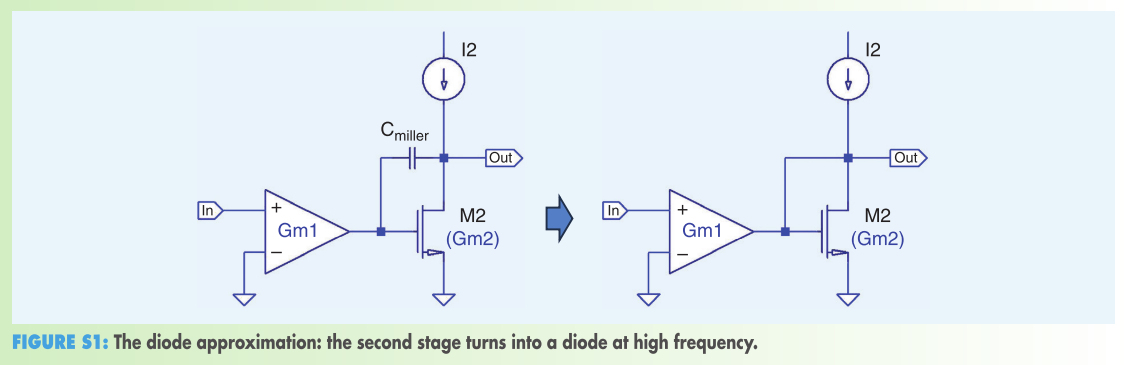 I2
C miller
Out
In
+
Gm1
−
M2
(Gm2)
I2
Out
In
+
Gm1
−
M2
(Gm2)
FIGURE S1: The diode approximation: the second stage turns into a diode at high frequency.